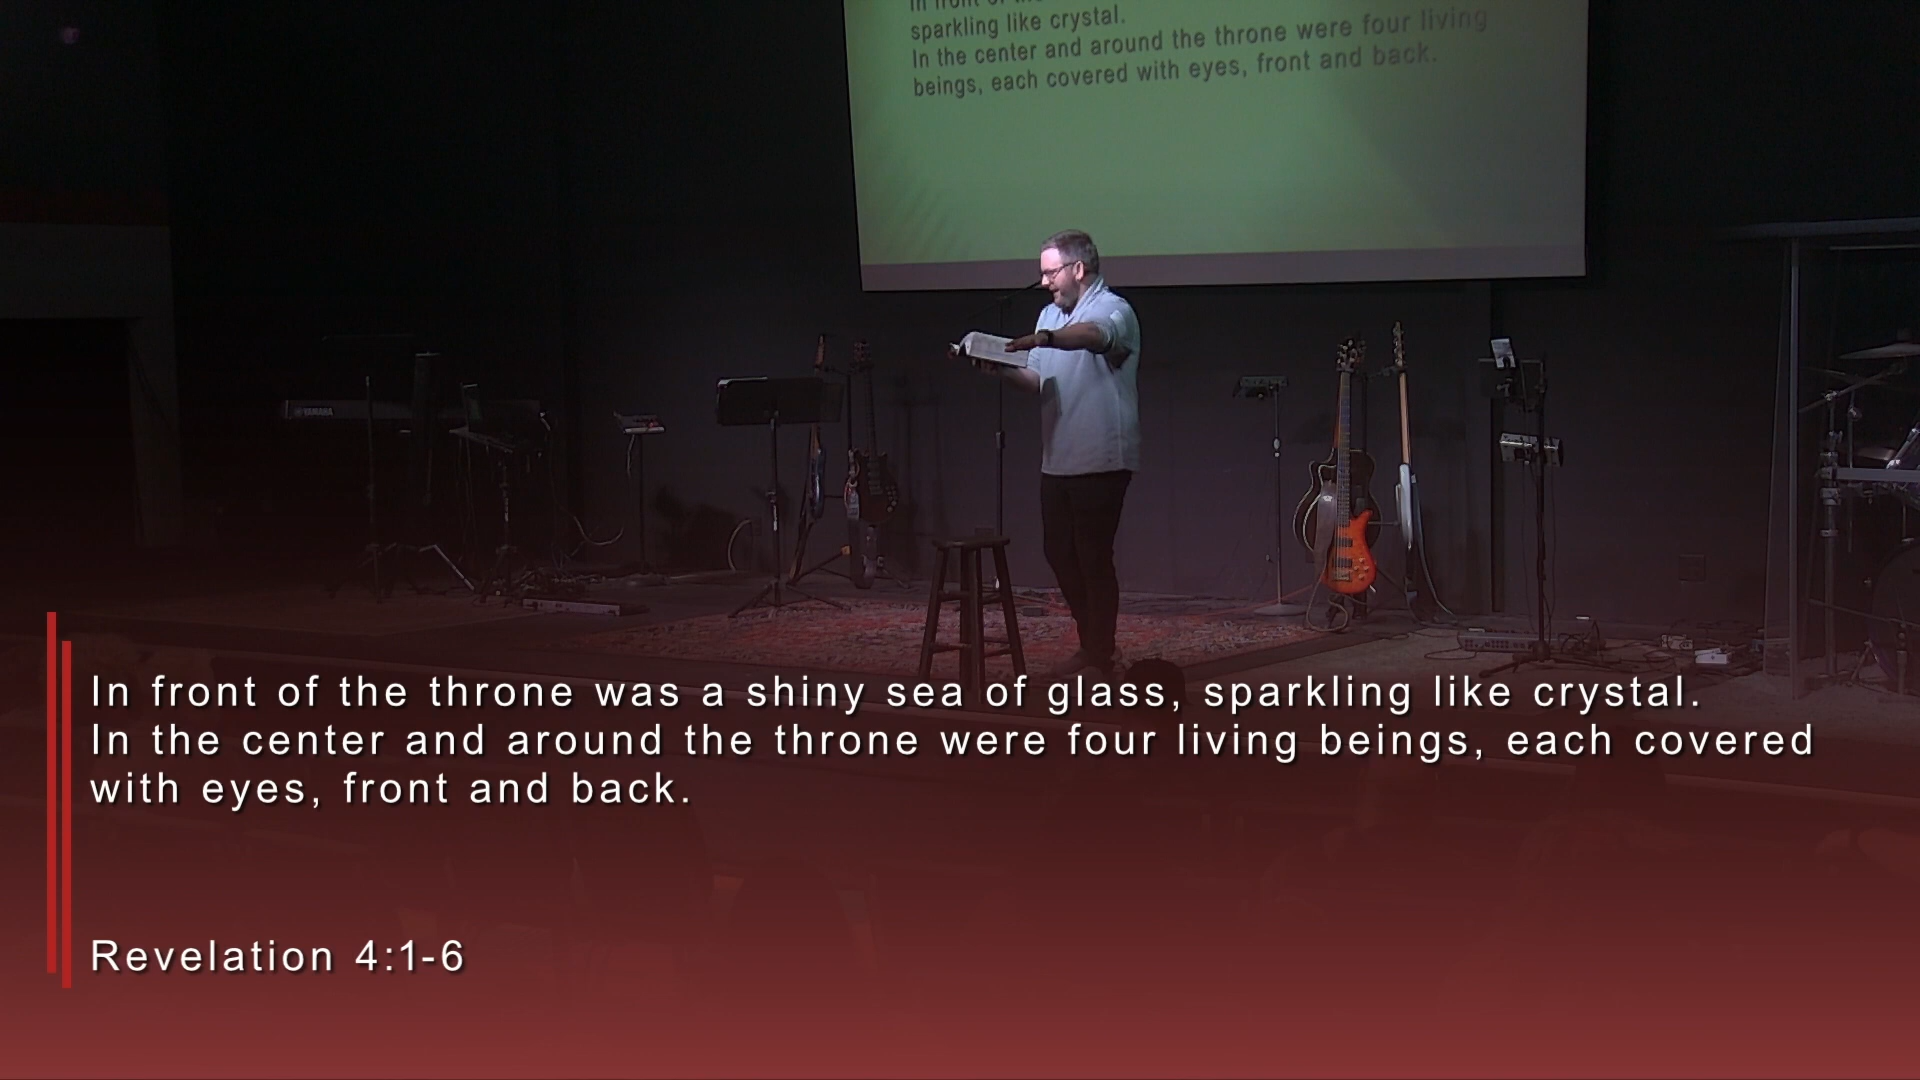 sparkling like crystal.
In the center and around the throne were four living
beings, each covered with eyes, front and back.
YAMAHA
In front of the throne was a shiny sea of glass, sparkling like crystal.
In the center and around the throne were four living beings, each covered
with eyes, front and back.
Revelation 4:1-6